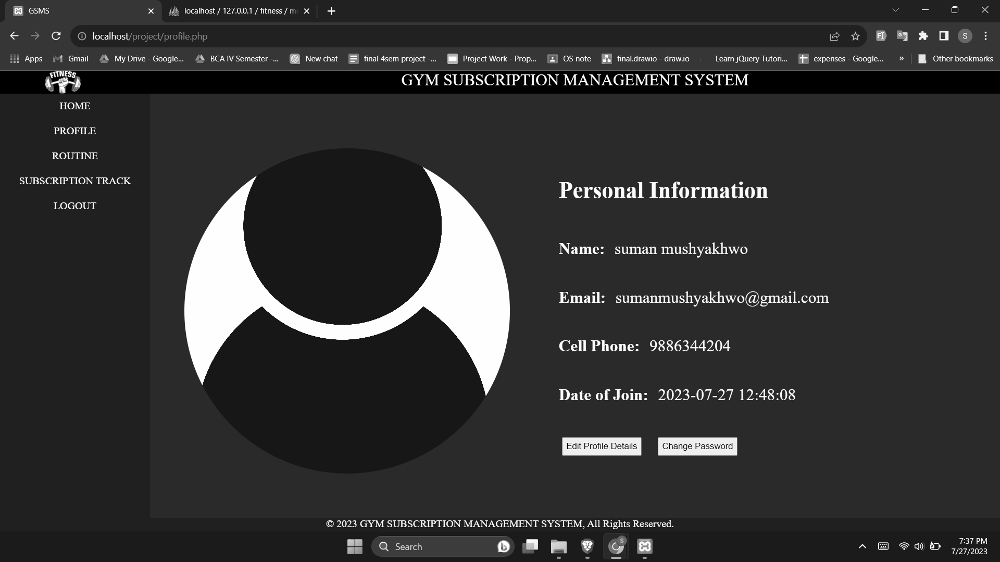 GSMS
localhost / 127.0.0.1 / fitness / m
localhost/project/profile.php
S
Apps
Gmail
My Drive - Google...
BCA IV Semester -...
New chat
final 4sem project -...
Project Work - Prop...
OS note
final.drawio - draw.io
Learn jQuery Tutori...
expenses - Google...
»
Other bookmarks
FITNESS
GYM SUBSCRIPTION MANAGEMENT SYSTEM
HOME
PROFILE
ROUTINE
SUBSCRIPTION TRACK
LOGOUT
Personal Information
Name: suman mushyakhwo
Email: sumanmushyakhwo@gmail.com
Cell Phone: 9886344204
Date of Join: 2023-07-27 12:48:08
Edit Profile Details
Change Password
© 2023 GYM SUBSCRIPTION MANAGEMENT SYSTEM, All Rights Reserved.
Search
S
7:37 PM
7/27/2023